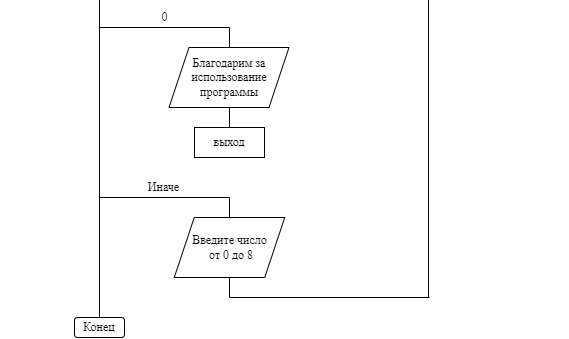 0
Благодарим за
использование
программы
выход
Иначе
Введите число
от 0 до 8
Конец